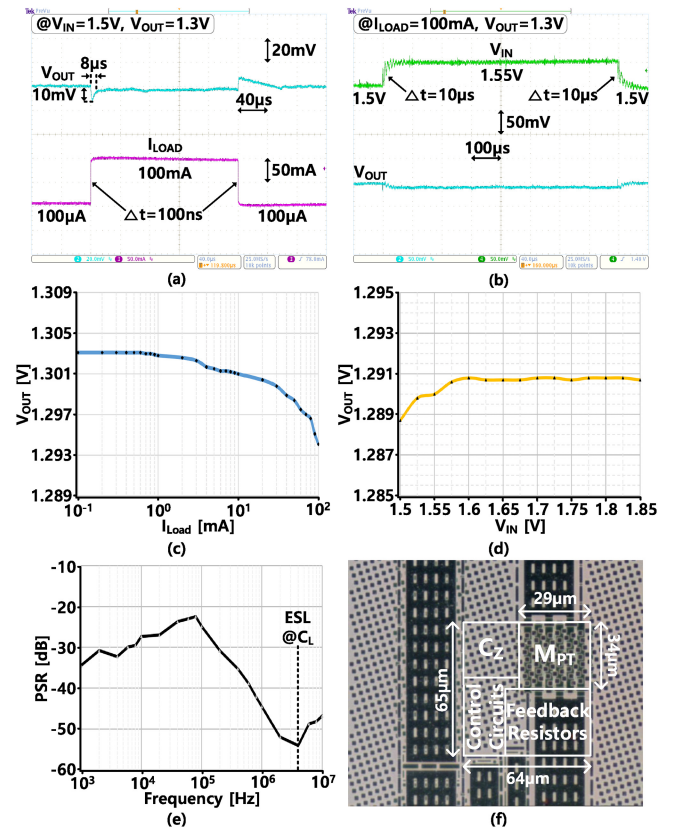 @VIN=1.5V, VOUT=1.3V
20mV
8μs
VOUT
10mV
40μs
ILOAD
100mA
50mA
100μA
△t=100ns
100μA
(a)
@ILOAD=100mA, VOUT=1.3V
VIN
1.55V
1.5V
△t=10μs
△t=10μs
1.5V
50mV
100μs
VOUT
(b)
1.309
1.305
1.301
1.297
1.293
1.289
VOUT [V]
10-1 100 101 102
ILoad [mA]
(c)
1.295
1.293
1.291
1.289
1.287
1.285
VOUT [V]
1.5 1.55 1.6 1.65 1.7 1.75 1.8 1.85
VIN [V]
(d)
-10
-20
-30
-40
-50
-60
PSR [dB]
ESL
@CL
103 104 105 106 107
Frequency [Hz]
(e)
29μm
CZ
MPT
34μm
65μm
Control
Circuits
Feedback
Resistors
64μm
(f)